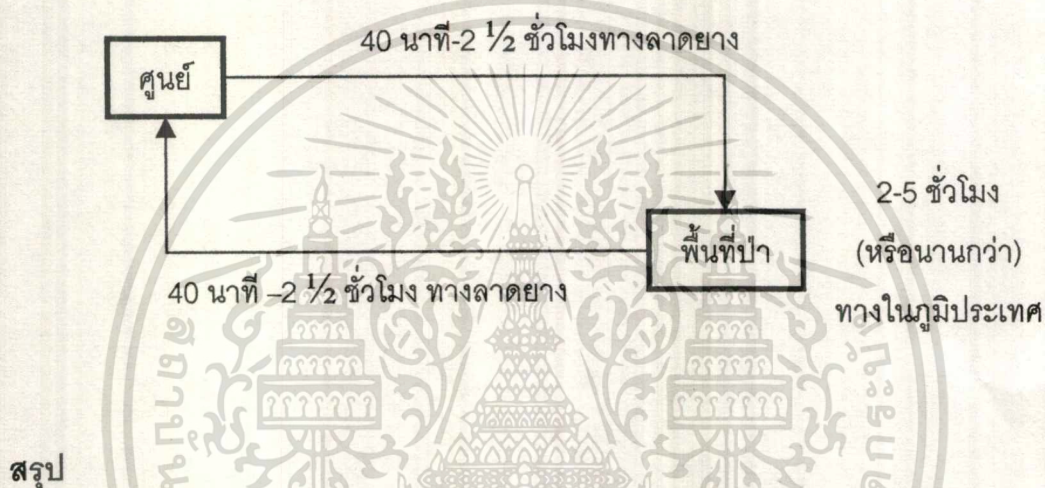 40 นาที-2 ½ ชั่วโมงทางลาดยาง
ศูนย์
2-5 ชั่วโมง
พื้นที่ป่า
(หรือนานกว่า)
40 นาที –2 ½ ชั่วโมง ทางลาดยาง
ทางในภูมิประเทศ
สรุป